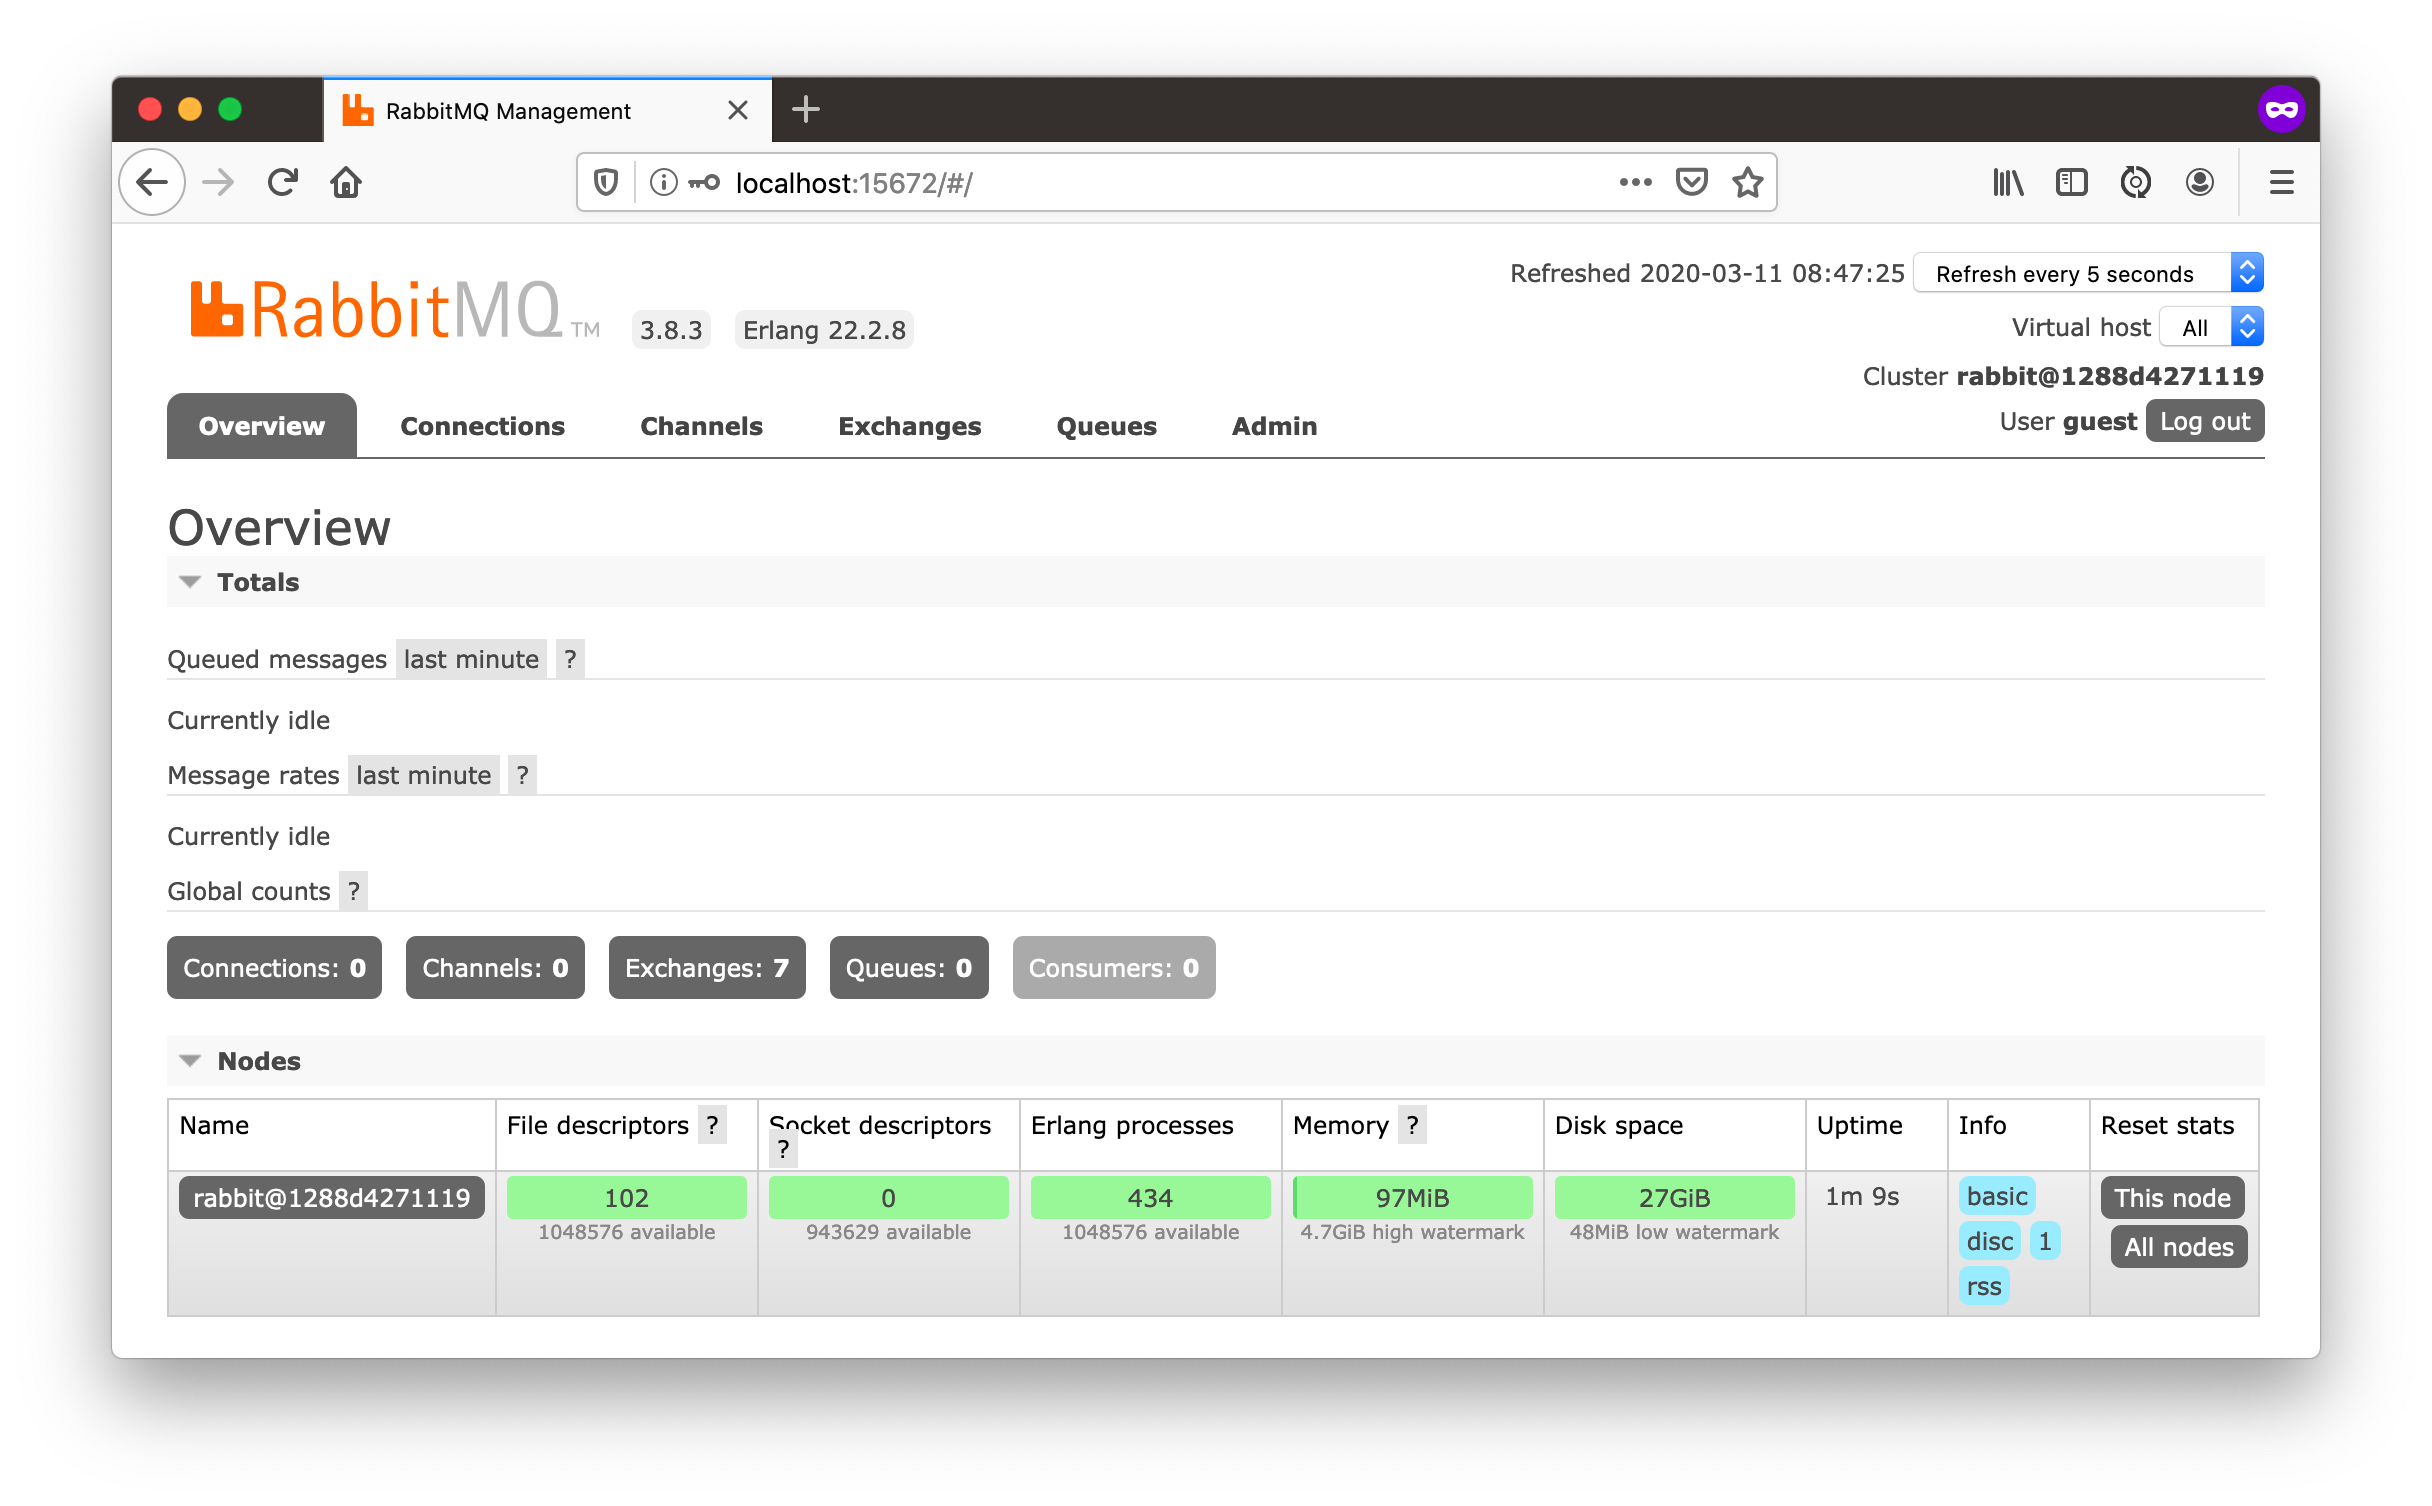 RabbitMQ Management
localhost:15672/#/
Refreshed 2020-03-11 08:47:25 Refresh every 5 seconds
RabbitMQ TM 3.8.3 Erlang 22.2.8
Virtual host All
Cluster rabbit@1288d4271119
User guest Log out
Overview Connections Channels Exchanges Queues Admin
Overview
Totals
Queued messages last minute ?
Currently idle
Message rates last minute ?
Currently idle
Global counts ?
Connections: 0 Channels: 0 Exchanges: 7 Queues: 0 Consumers: 0
Nodes
Name File descriptors ? Socket descriptors ? Erlang processes Memory ? Disk space Uptime Info Reset stats
rabbit@1288d4271119 102 0 434 97MiB 27GiB 1m 9s basic This node
1048576 available 943629 available 1048576 available 4.7GiB high watermark 48MiB low watermark
disc 1 All nodes
rss